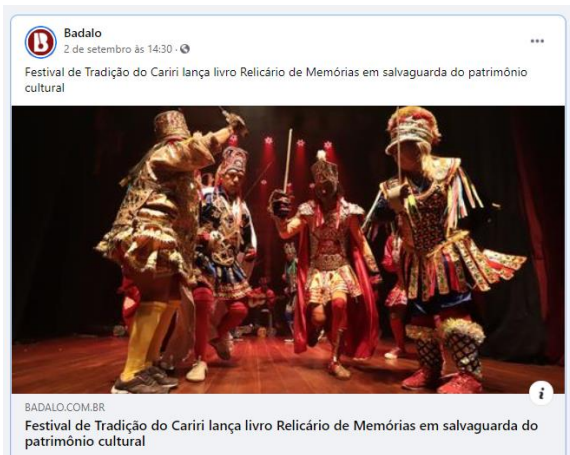 Badalo
2 de setembro às 14:30 ·
Festival de Tradição do Cariri lança livro Relicário de Memórias em salvaguarda do patrimônio
cultural
BADALO.COM.BR
Festival de Tradição do Cariri lança livro Relicário de Memórias em salvaguarda do
patrimônio cultural